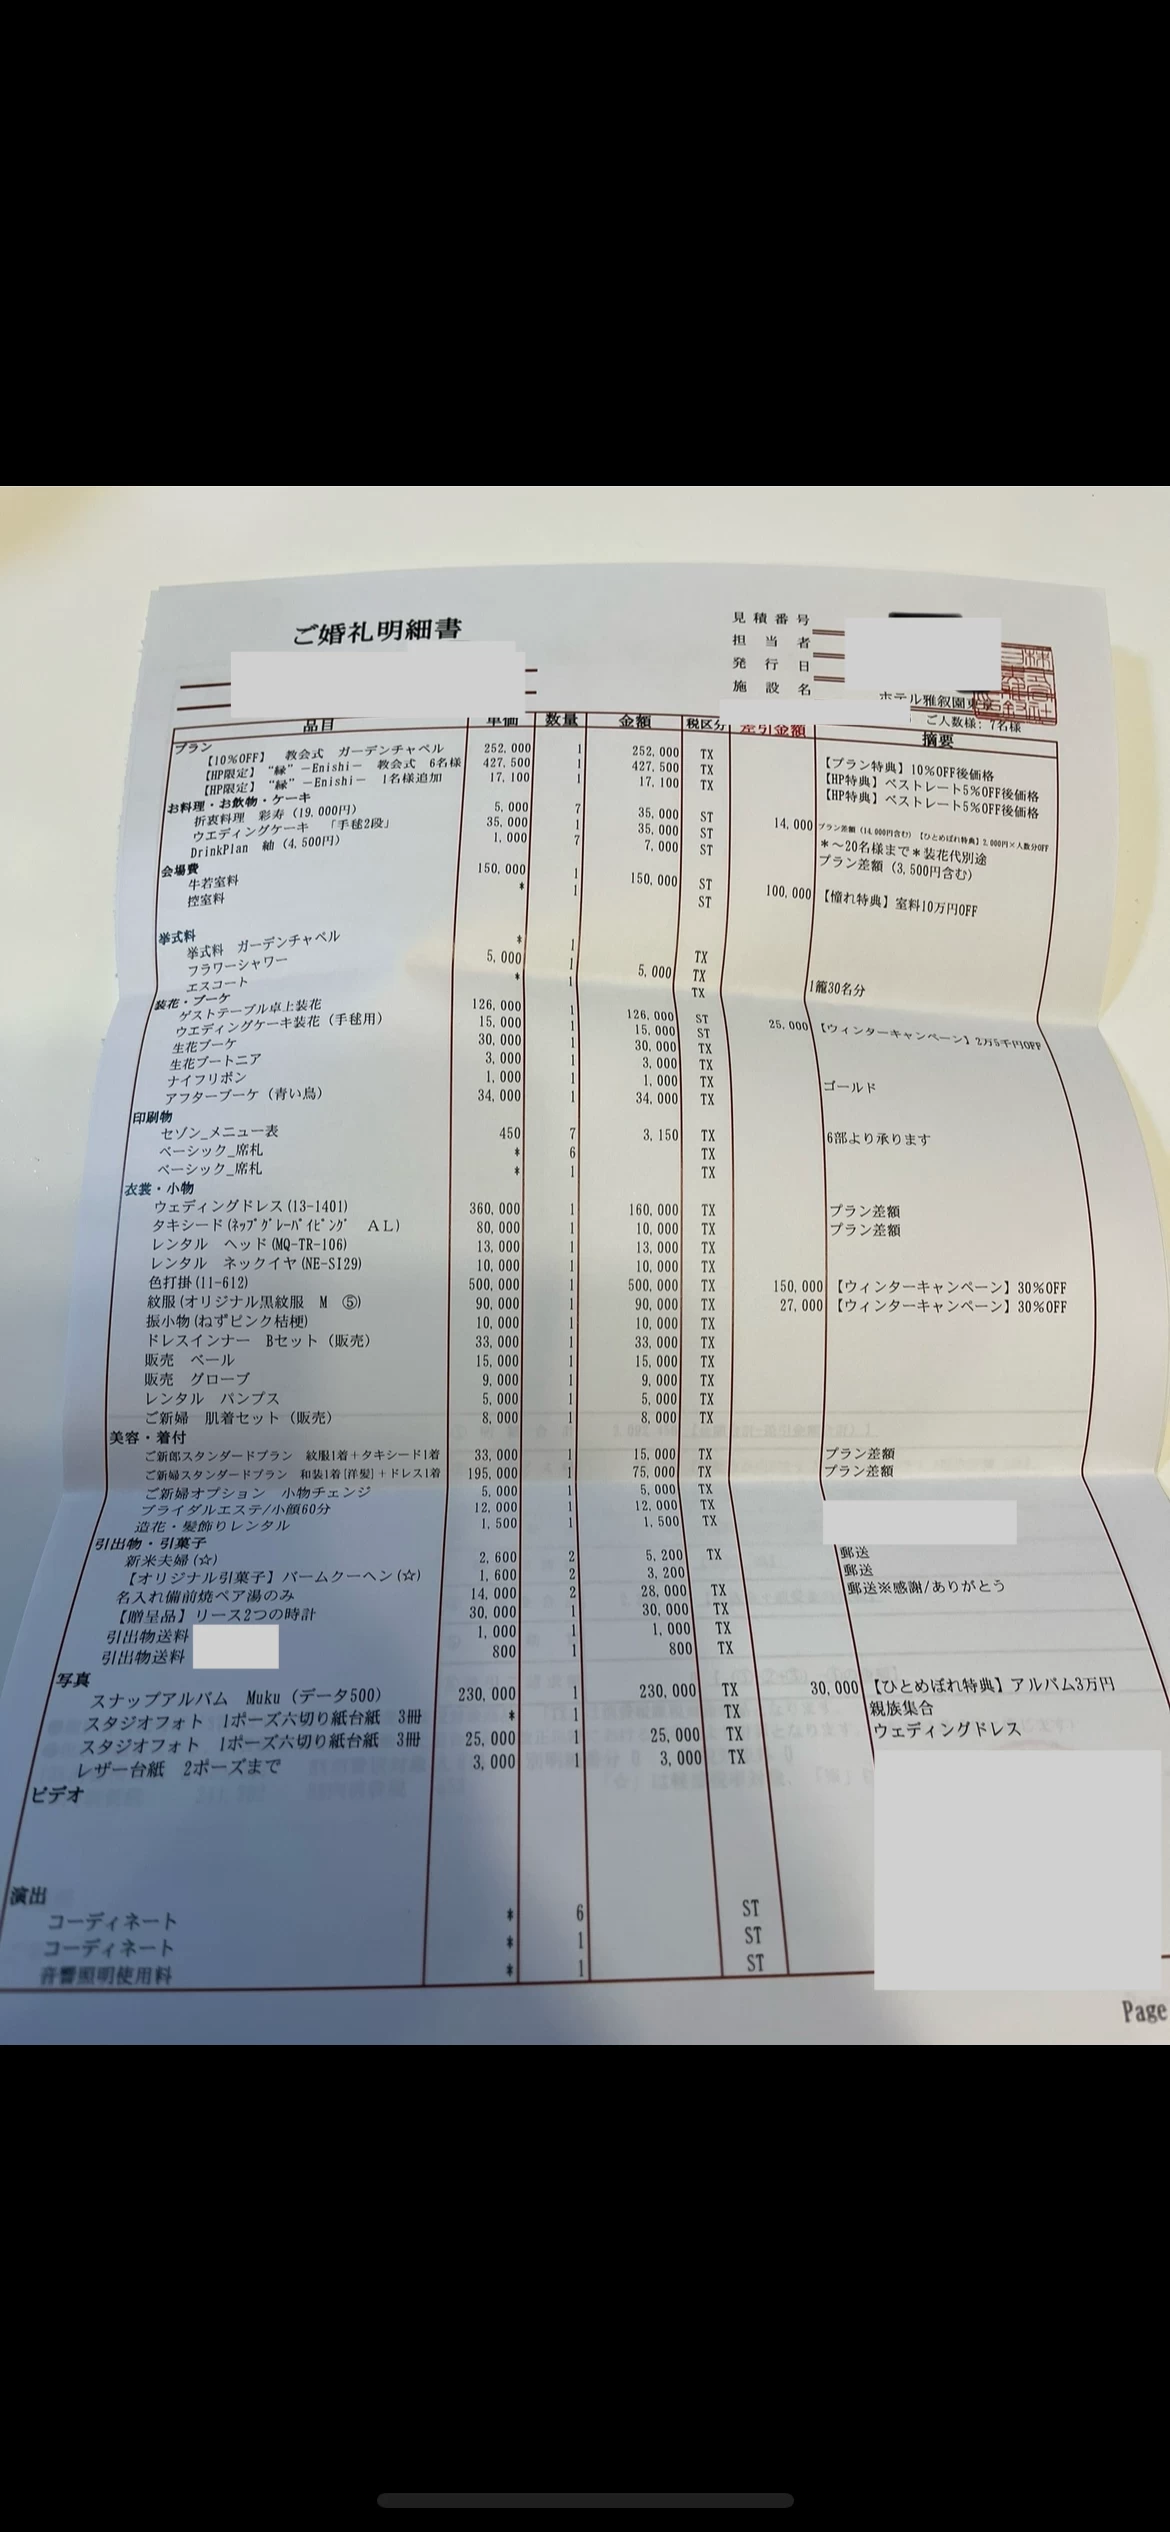 ご婚礼明細書
見積番号
担当者
発行日
施設名
ホテル雅叙園東京
ご人数様: 7名様
品目 単価 数量 金額 税区分 差引金額 摘要
プラン
【10%OFF】 教会式 ガーデンチャペル 252,000 1 252,000 TX 【プラン特典】10%OFF後価格
【HP限定】 “縁”－Enishi－ 教会式 6名様 427,500 1 427,500 TX 【HP特典】ベストレート5%OFF後価格
【HP限定】 “縁”－Enishi－ 1名様追加 17,100 1 17,100 TX 【HP特典】ベストレート5%OFF後価格
お料理・お飲物・ケーキ
折衷料理 彩寿(19,000円) 5,000 7 35,000 ST 14,000 プラン差額(14,000円含む)【ひとめぼれ特典】2,000円×人数分OFF
ウエディングケーキ 「手毬2段」 35,000 1 35,000 ST *～20名様まで*装花代別途
DrinkPlan 紬(4,500円) 1,000 7 7,000 ST プラン差額(3,500円含む)
会場費
牛若室料 150,000 1 150,000 ST 100,000 【憧れ特典】室料10万円OFF
控室料 * 1 ST
挙式料
挙式料 ガーデンチャペル * 1 TX
フラワーシャワー 5,000 1 5,000 TX 1籠30名分
エスコート * 1 TX
装花・ブーケ
ゲストテーブル卓上装花 126,000 1 126,000 ST 25,000 【ウィンターキャンペーン】2万5千円OFF
ウエディングケーキ装花(手毬用) 15,000 1 15,000 ST
生花ブーケ 30,000 1 30,000 TX
生花ブートニア 3,000 1 3,000 TX
ナイフリボン 1,000 1 1,000 TX ゴールド
アフターブーケ(青い鳥) 34,000 1 34,000 TX
印刷物
セゾン_メニュー表 450 7 3,150 TX 6部より承ります
ベーシック_席札 * 6 TX
ベーシック_席札 * 1 TX
衣裳・小物
ウェディングドレス(13-1401) 360,000 1 160,000 TX プラン差額
タキシード(ﾈｯﾌﾟｸﾞﾚｰﾊﾟｲﾋﾟﾝｸﾞ AL) 80,000 1 10,000 TX プラン差額
レンタル ヘッド(MQ-TR-106) 13,000 1 13,000 TX
レンタル ネックイヤ(NE-SI29) 10,000 1 10,000 TX
色打掛(11-612) 500,000 1 500,000 TX 150,000 【ウィンターキャンペーン】30%OFF
紋服(オリジナル黒紋服 M ⑤) 90,000 1 90,000 TX 27,000 【ウィンターキャンペーン】30%OFF
振小物(ねずピンク桔梗) 10,000 1 10,000 TX
ドレスインナー Bセット(販売) 33,000 1 33,000 TX
販売 ベール 15,000 1 15,000 TX
販売 グローブ 9,000 1 9,000 TX
レンタル パンプス 5,000 1 5,000 TX
ご新婦 肌着セット(販売) 8,000 1 8,000 TX
美容・着付
ご新郎スタンダードプラン 紋服1着+タキシード1着 33,000 1 15,000 TX プラン差額
ご新婦スタンダードプラン 和装1着[洋髪]+ドレス1着 195,000 1 75,000 TX プラン差額
ご新婦オプション 小物チェンジ 5,000 1 5,000 TX
ブライダルエステ/小顔60分 12,000 1 12,000 TX
造花・髪飾りレンタル 1,500 1 1,500 TX
引出物・引菓子
新米夫婦(☆) 2,600 2 5,200 TX 郵送
【オリジナル引菓子】バームクーヘン(☆) 1,600 2 3,200 郵送
名入れ備前焼ペア湯のみ 14,000 2 28,000 TX 郵送※感謝/ありがとう
【贈呈品】リース2つの時計 30,000 1 30,000 TX
引出物送料 1,000 1 1,000 TX
引出物送料 800 1 800 TX
写真
スナップアルバム Muku(データ500) 230,000 1 230,000 TX 30,000 【ひとめぼれ特典】アルバム3万円
スタジオフォト 1ポーズ六切り紙台紙 3冊 * 1 TX 親族集合
スタジオフォト 1ポーズ六切り紙台紙 3冊 25,000 1 25,000 TX ウェディングドレス
レザー台紙 2ポーズまで 3,000 1 3,000 TX
ビデオ
演出
コーディネート * 6 ST
コーディネート * 1 ST
音響照明使用料 * 1 ST
Page